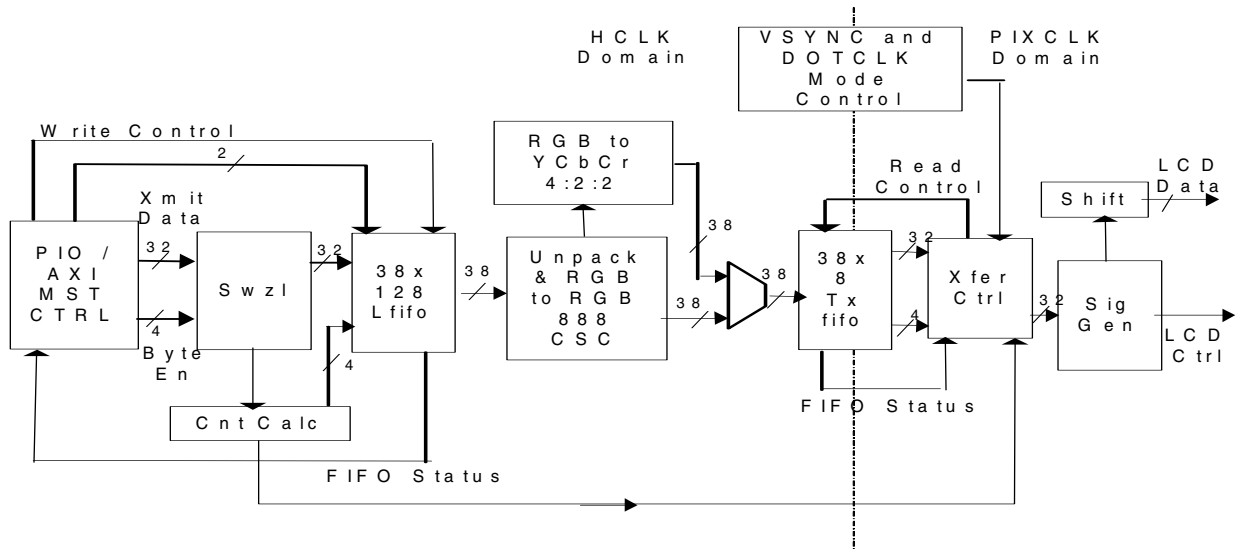 HCLK
Domain
VSYNC and
DOTCLK
Mode
Control
PIXCLK
Domain
Write Control
2
Xmit
Data
PIO /
AXI
MST
CTRL
32
4
Byte
En
Swzl
32
38x
128
Lfifo
4
Cnt Calc
FIFO Status
38
RGB to
YCbCr
4:2:2
Unpack
& RGB
to RGB
888
CSC
38
38
38
Read
Control
38x
8
Tx
fifo
32
4
FIFO Status
Xfer
Ctrl
32
Shift
Sig
Gen
LCD
Data
LCD
Ctrl